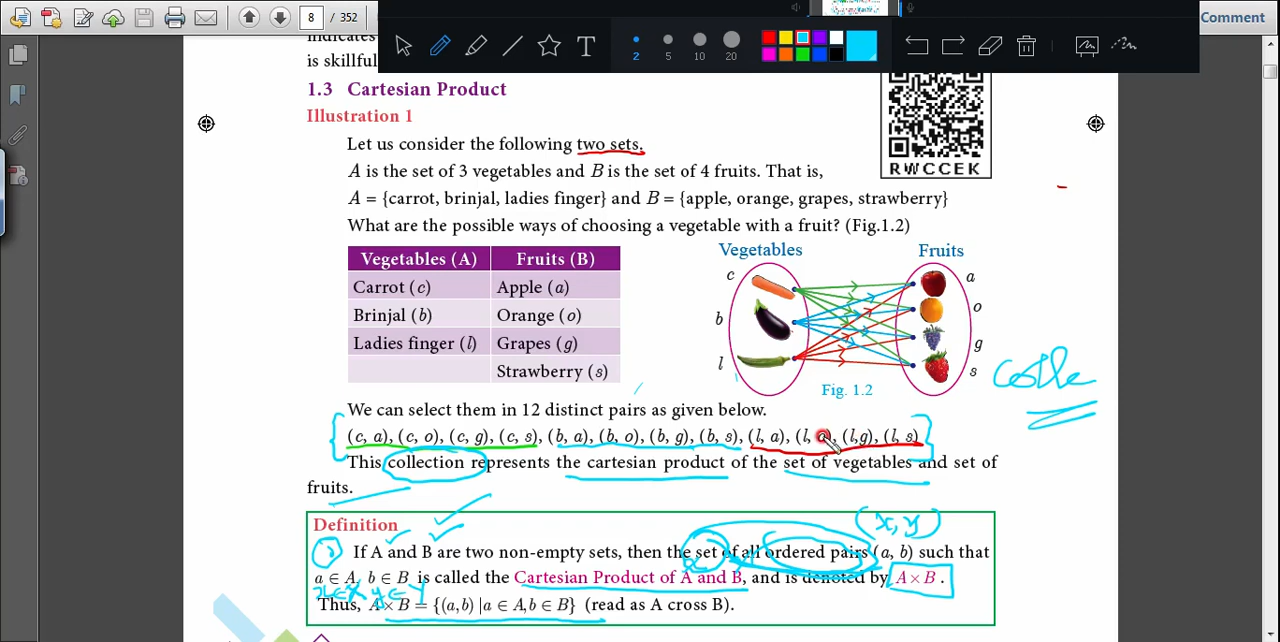 8 / 352
Comment
2 5 10 20
indicates
is skillful
1.3 Cartesian Product
Illustration 1
RWCCEK
Let us consider the following two sets.
A is the set of 3 vegetables and B is the set of 4 fruits. That is,
A = {carrot, brinjal, ladies finger} and B = {apple, orange, grapes, strawberry}
What are the possible ways of choosing a vegetable with a fruit? (Fig.1.2)
Vegetables (A) Fruits (B)
Carrot (c) Apple (a)
Brinjal (b) Orange (o)
Ladies finger (l) Grapes (g)
Strawberry (s)
Vegetables Fruits
c a
b o
g
l s
Fig. 1.2
We can select them in 12 distinct pairs as given below.
(c, a), (c, o), (c, g), (c, s), (b, a), (b, o), (b, g), (b, s), (l, a), (l, o), (l,g), (l, s)
This collection represents the cartesian product of the set of vegetables and set of
fruits.
(x, y)
Definition
If A and B are two non-empty sets, then the set of all ordered pairs (a, b) such that
a ∈ A, b ∈ B is called the Cartesian Product of A and B, and is denoted by A × B .
x∈X y∈Y
Thus, A × B = {(a,b) |a ∈ A,b ∈ B} (read as A cross B).